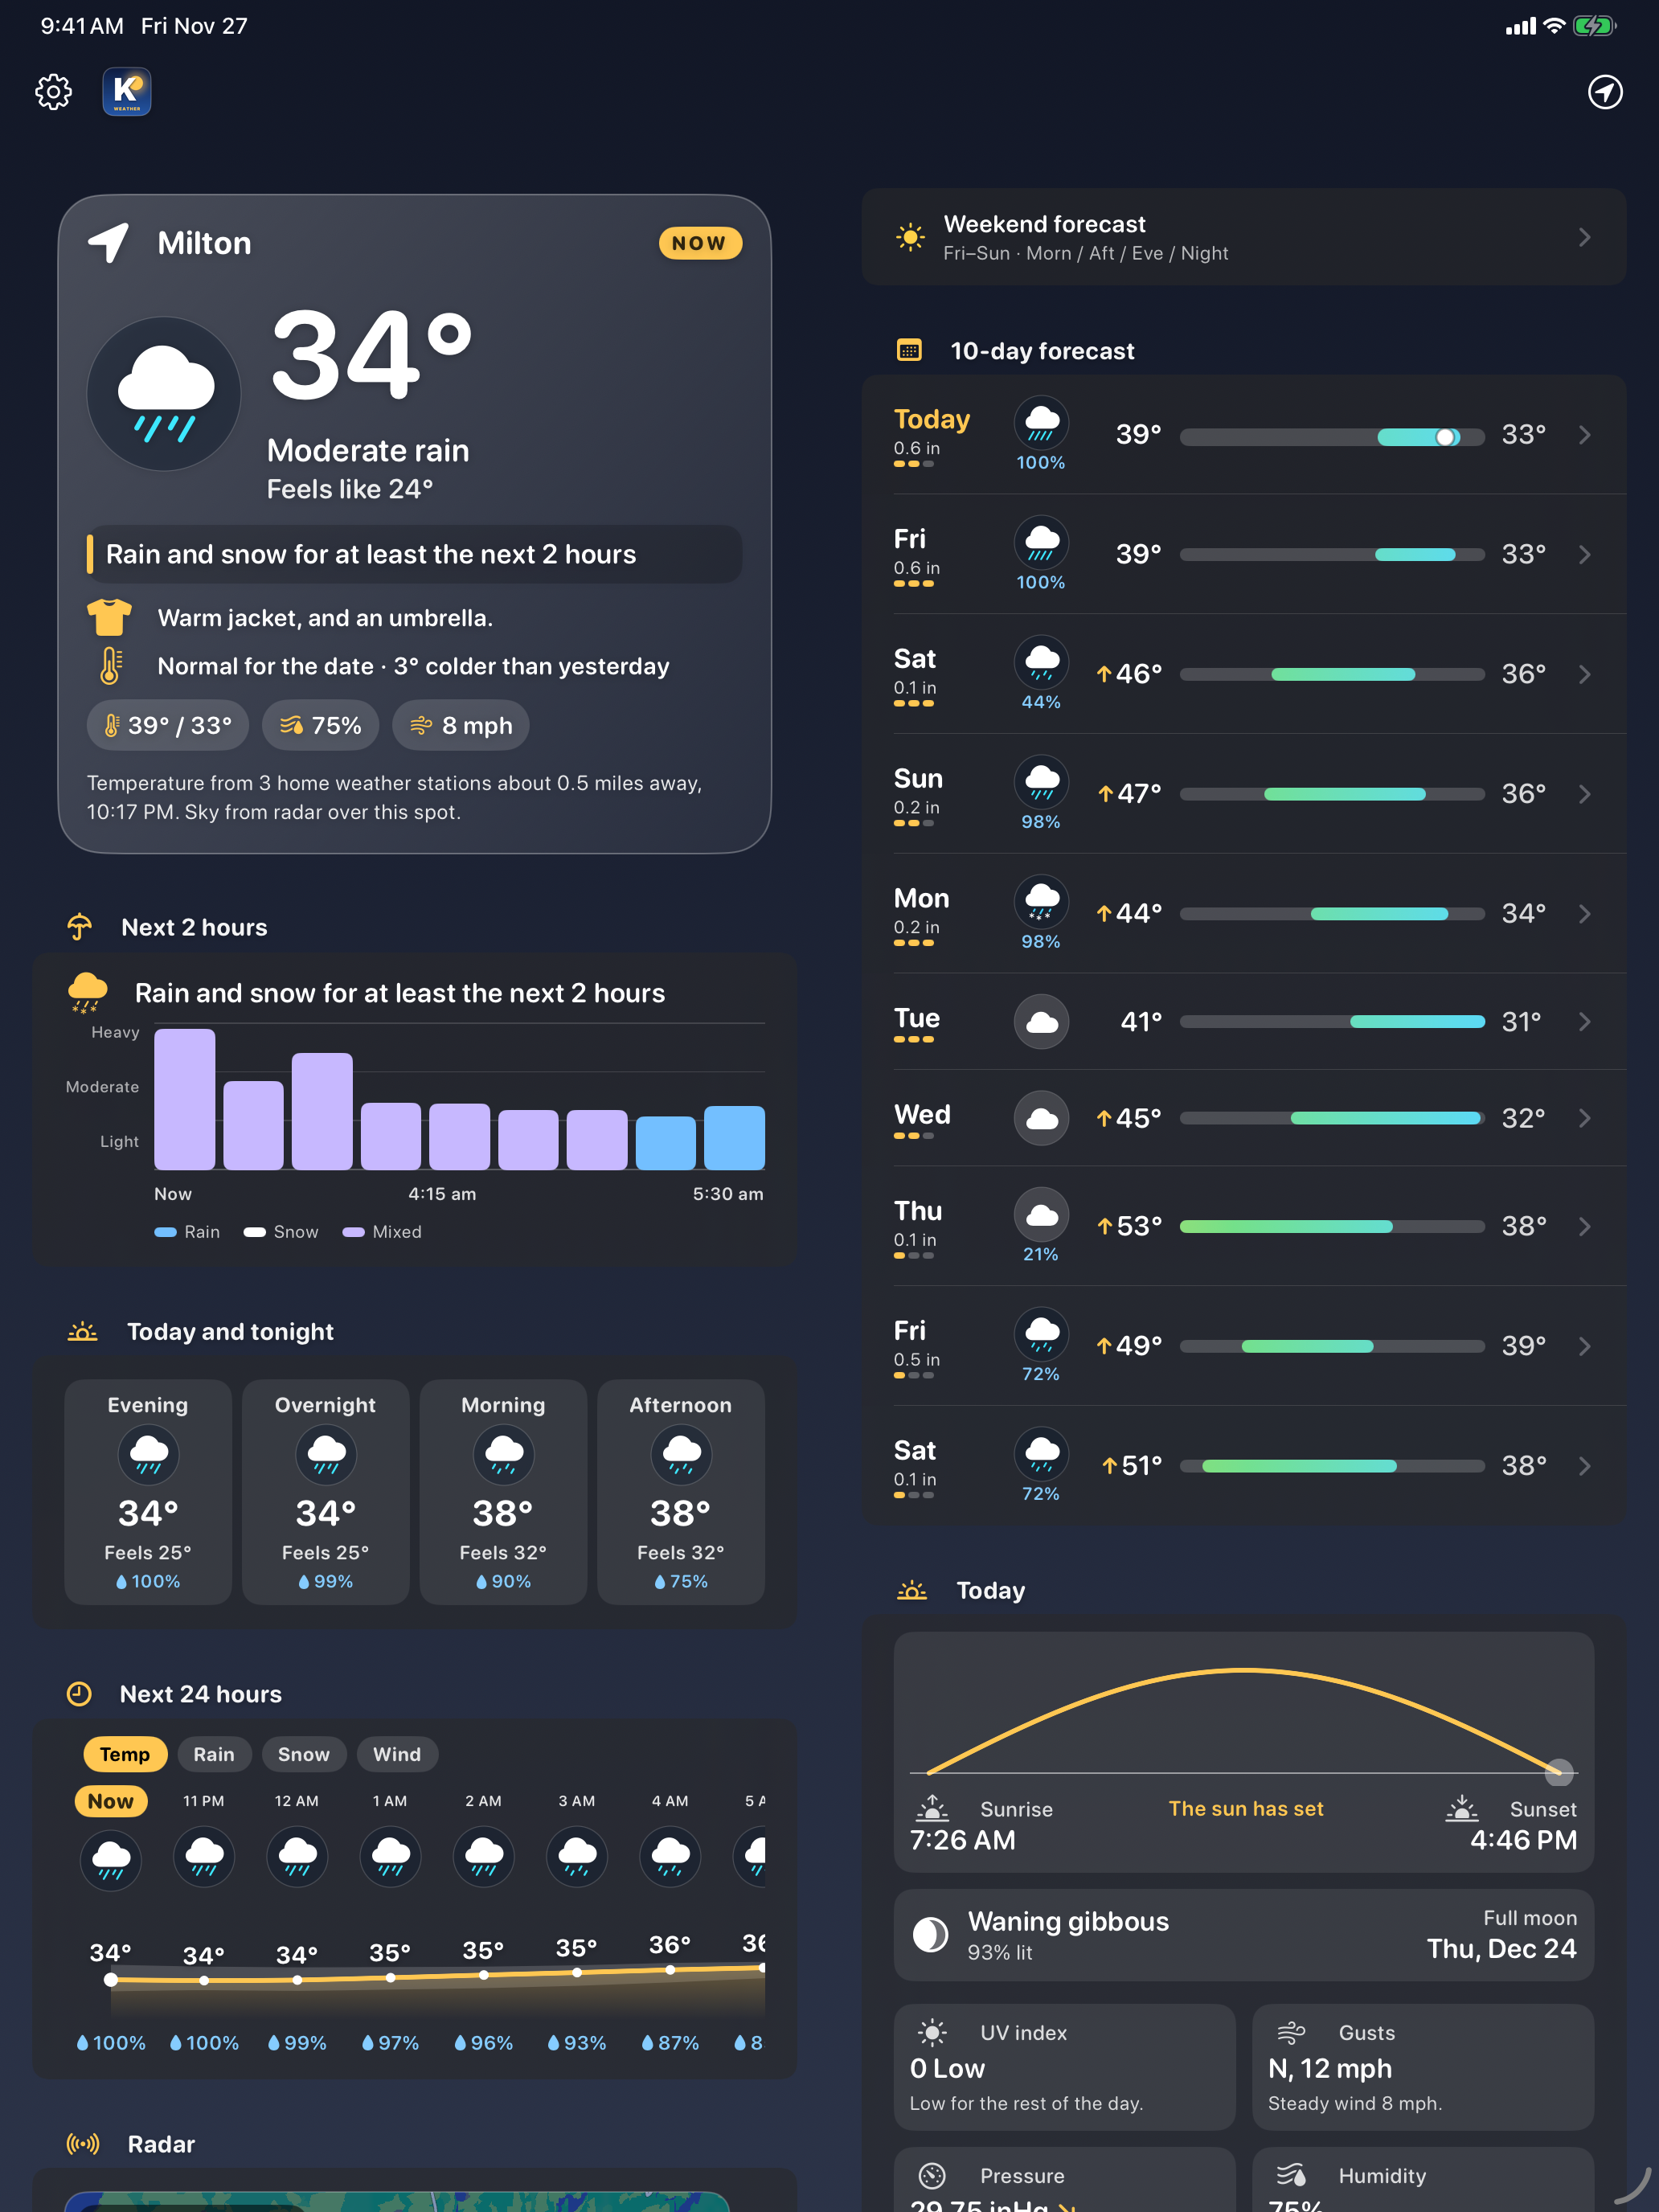 9:41 AM Fri Nov 27
K
WEATHER
Milton
NOW
34°
Moderate rain
Feels like 24°
Rain and snow for at least the next 2 hours
Warm jacket, and an umbrella.
Normal for the date · 3° colder than yesterday
39° / 33°
75%
8 mph
Temperature from 3 home weather stations about 0.5 miles away,
10:17 PM. Sky from radar over this spot.
Next 2 hours
Rain and snow for at least the next 2 hours
Heavy
Moderate
Light
Now 4:15 am 5:30 am
Rain Snow Mixed
Today and tonight
Evening Overnight Morning Afternoon
34° 34° 38° 38°
Feels 25° Feels 25° Feels 32° Feels 32°
100% 99% 90% 75%
Next 24 hours
Temp Rain Snow Wind
Now 11 PM 12 AM 1 AM 2 AM 3 AM 4 AM 5 A
34° 34° 34° 35° 35° 35° 36° 36
100% 100% 99% 97% 96% 93% 87% 8
Radar
Weekend forecast
Fri–Sun · Morn / Aft / Eve / Night
10-day forecast
Today
0.6 in
100%
39° 33°
Fri
0.6 in
100%
39° 33°
Sat
0.1 in
44%
46° 36°
Sun
0.2 in
98%
47° 36°
Mon
0.2 in
98%
44° 34°
Tue
41° 31°
Wed
45° 32°
Thu
0.1 in
21%
53° 38°
Fri
0.5 in
72%
49° 39°
Sat
0.1 in
72%
51° 38°
Today
Sunrise
7:26 AM
The sun has set
Sunset
4:46 PM
Waning gibbous
93% lit
Full moon
Thu, Dec 24
UV index
0 Low
Low for the rest of the day.
Gusts
N, 12 mph
Steady wind 8 mph.
Pressure
29.75 inHg
Humidity
75%